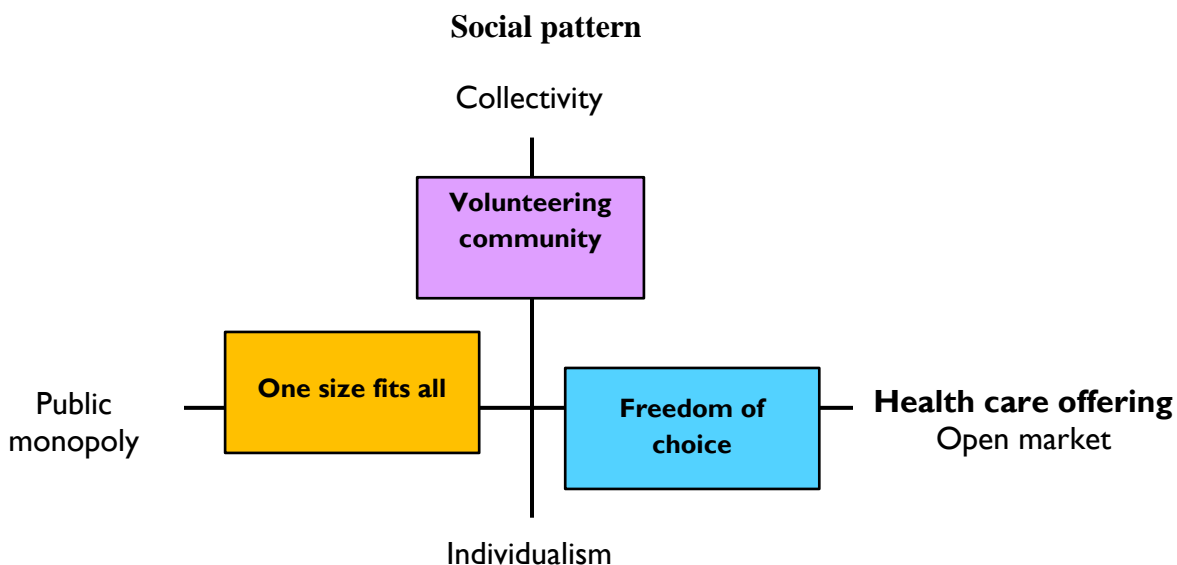 Social pattern
Collectivity
Volunteering
community
One size fits all
Public
monopoly
Freedom of
choice
Health care offering
Open market
Individualism